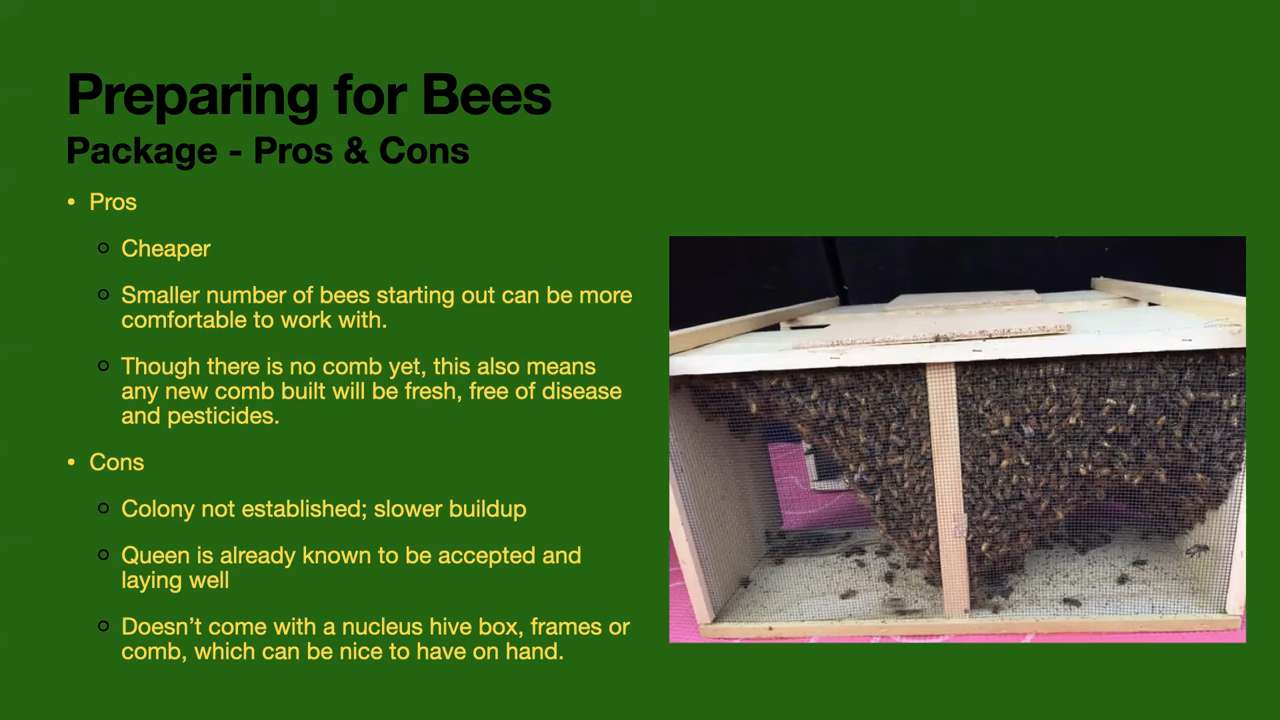 Preparing for Bees
Package - Pros & Cons
• Pros
○ Cheaper
○ Smaller number of bees starting out can be more
comfortable to work with.
○ Though there is no comb yet, this also means
any new comb built will be fresh, free of disease
and pesticides.
• Cons
○ Colony not established; slower buildup
○ Queen is already known to be accepted and
laying well
○ Doesn’t come with a nucleus hive box, frames or
comb, which can be nice to have on hand.